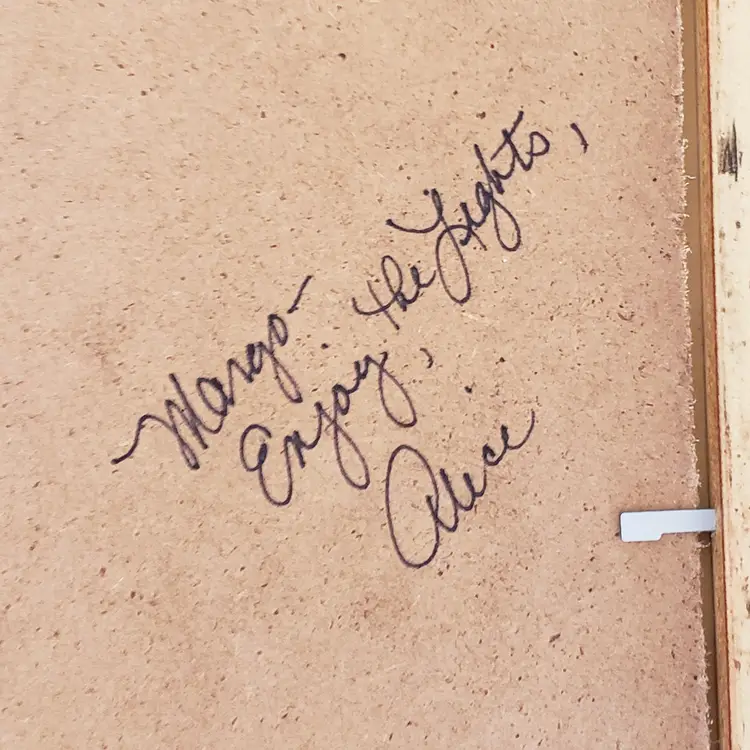 Margo-
Enjoy, the Lights,
Alice